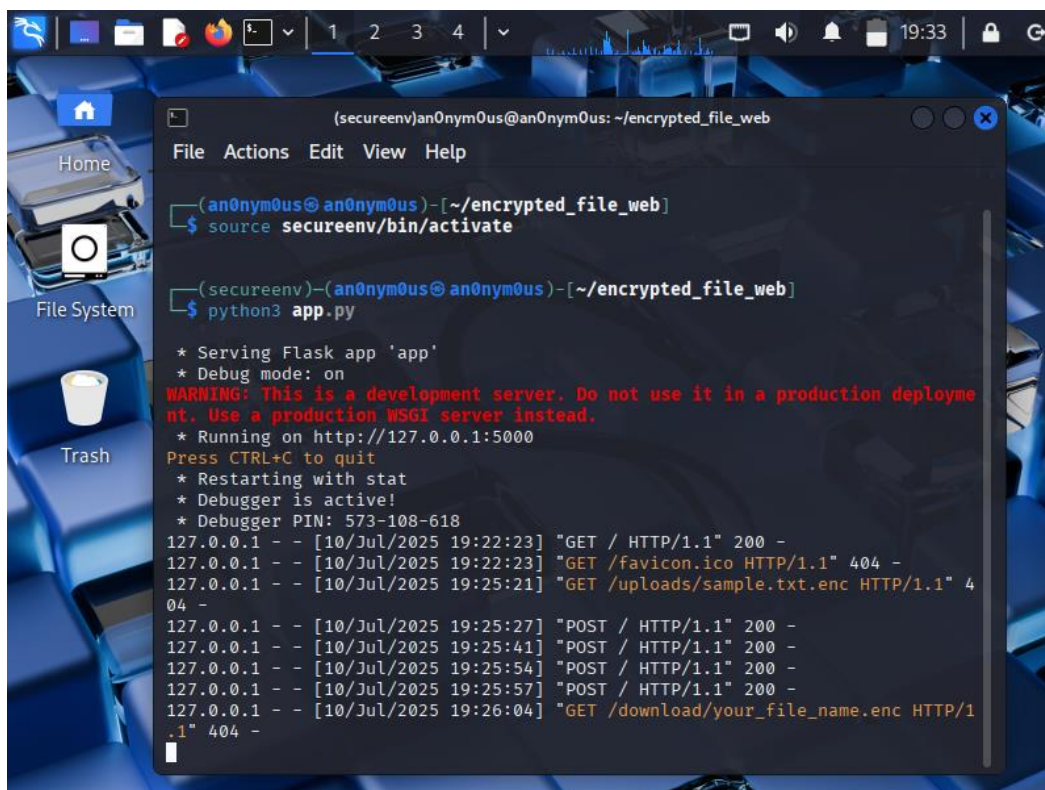 1 2 3 4 19:33
(secureenv)an0nym0us@an0nym0us: ~/encrypted_file_web
File Actions Edit View Help
Home
File System
Trash
(an0nym0us㉿an0nym0us)-[~/encrypted_file_web]
$ source secureenv/bin/activate
(secureenv)-(an0nym0us㉿an0nym0us)-[~/encrypted_file_web]
$ python3 app.py
* Serving Flask app 'app'
* Debug mode: on
WARNING: This is a development server. Do not use it in a production deployme
nt. Use a production WSGI server instead.
* Running on http://127.0.0.1:5000
Press CTRL+C to quit
* Restarting with stat
* Debugger is active!
* Debugger PIN: 573-108-618
127.0.0.1 - - [10/Jul/2025 19:22:23] "GET / HTTP/1.1" 200 -
127.0.0.1 - - [10/Jul/2025 19:22:23] "GET /favicon.ico HTTP/1.1" 404 -
127.0.0.1 - - [10/Jul/2025 19:25:21] "GET /uploads/sample.txt.enc HTTP/1.1" 4
04 -
127.0.0.1 - - [10/Jul/2025 19:25:27] "POST / HTTP/1.1" 200 -
127.0.0.1 - - [10/Jul/2025 19:25:41] "POST / HTTP/1.1" 200 -
127.0.0.1 - - [10/Jul/2025 19:25:54] "POST / HTTP/1.1" 200 -
127.0.0.1 - - [10/Jul/2025 19:25:57] "POST / HTTP/1.1" 200 -
127.0.0.1 - - [10/Jul/2025 19:26:04] "GET /download/your_file_name.enc HTTP/1
.1" 404 -